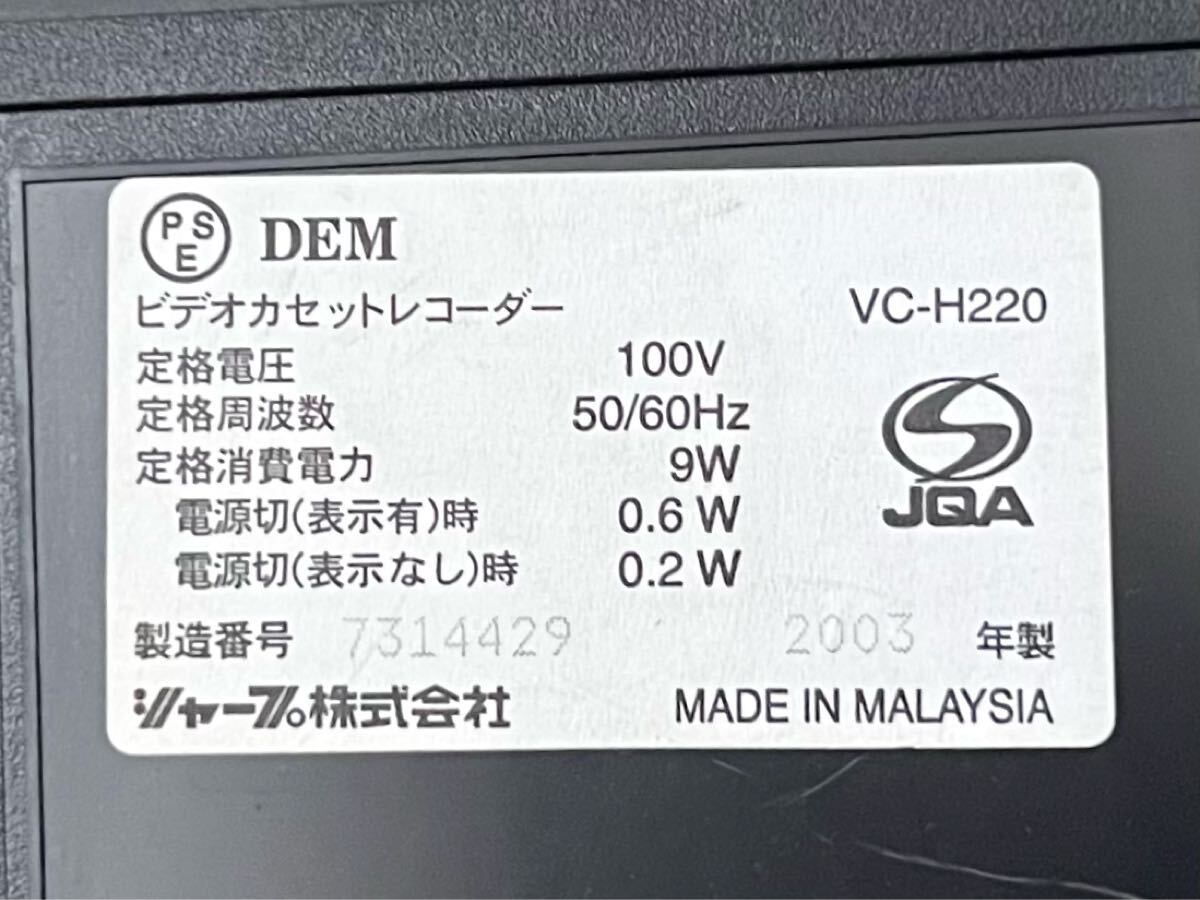 PSE DEM
ビデオカセットレコーダー VC-H220
定格電圧 100V
定格周波数 50/60Hz
定格消費電力 9W
電源切(表示有)時 0.6 W
電源切(表示なし)時 0.2 W
JQA
製造番号 7314429 2003 年製
シャープ株式会社 MADE IN MALAYSIA